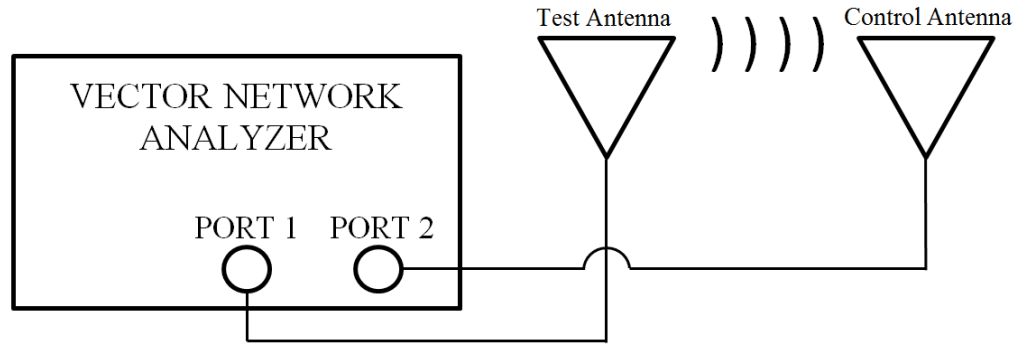 Test Antenna
Control Antenna
VECTOR NETWORK
ANALYZER
PORT 1
PORT 2